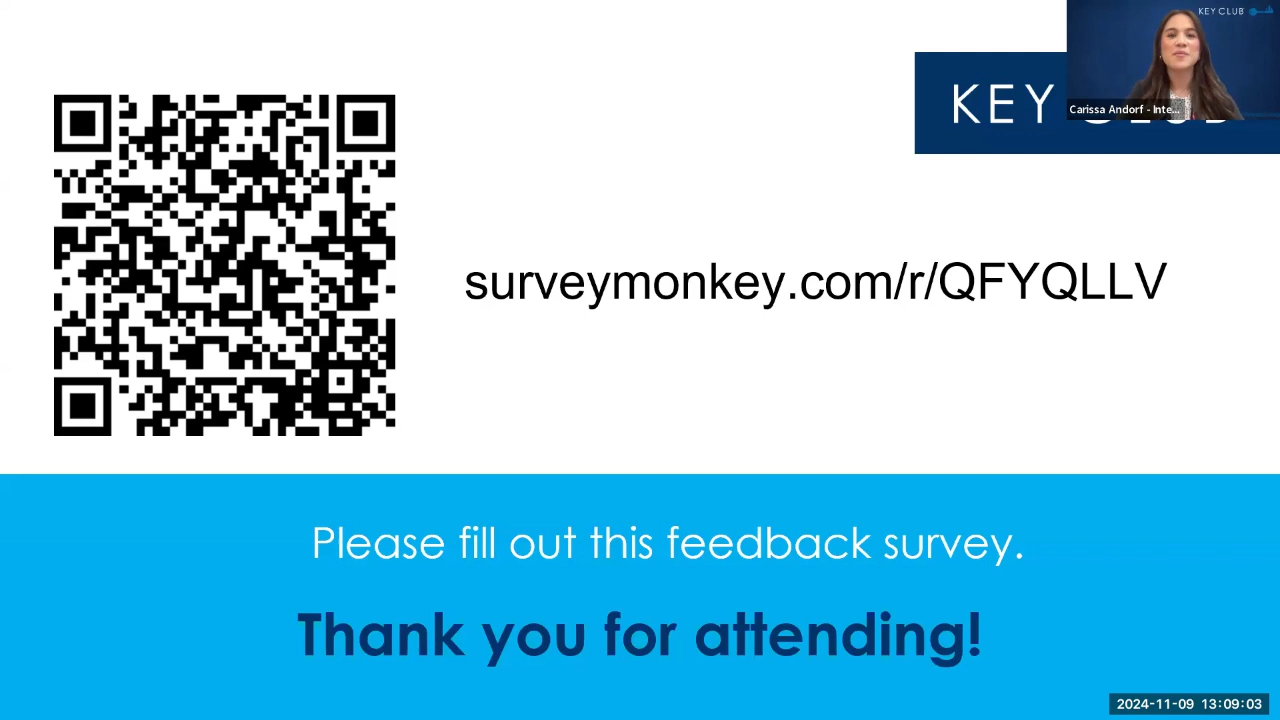 KEY CLUB
KEY
Carissa Andorf - Inte...
surveymonkey.com/r/QFYQLLV
Please fill out this feedback survey.
Thank you for attending!
2024-11-09 13:09:03